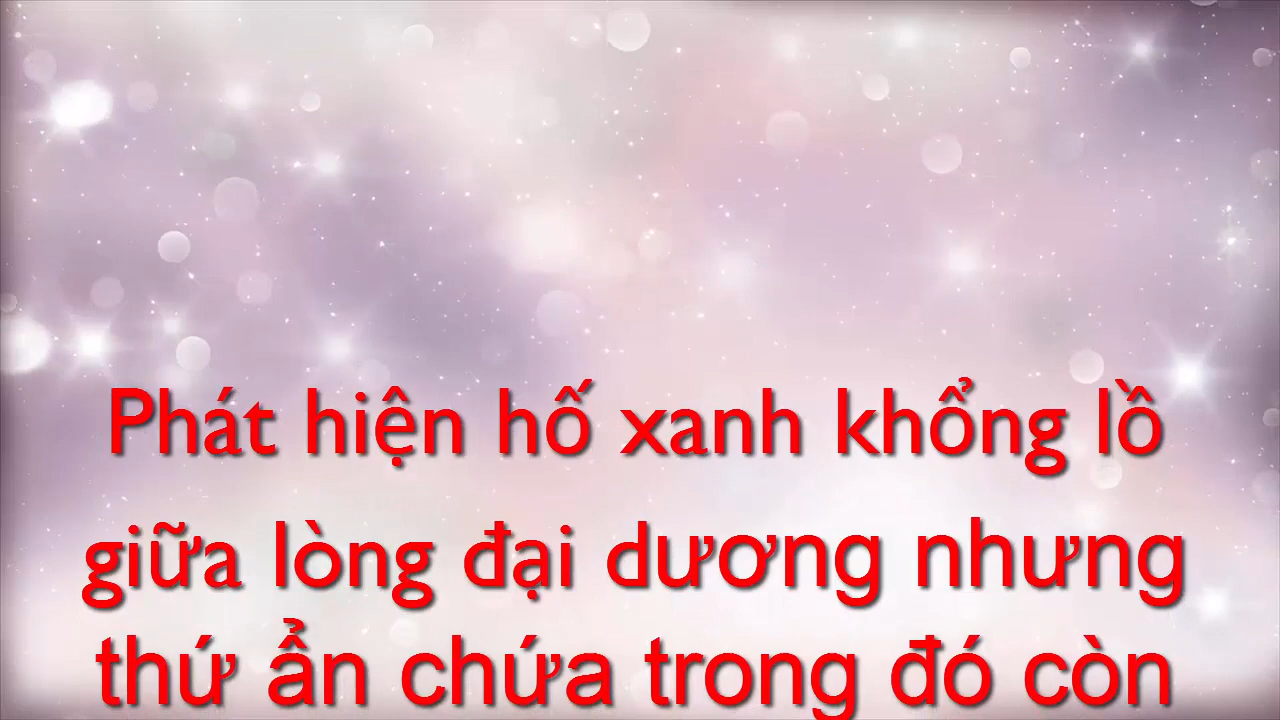 Phát hiện hố xanh khổng lồ
giữa lòng đại dương nhưng
thứ ẩn chứa trong đó còn